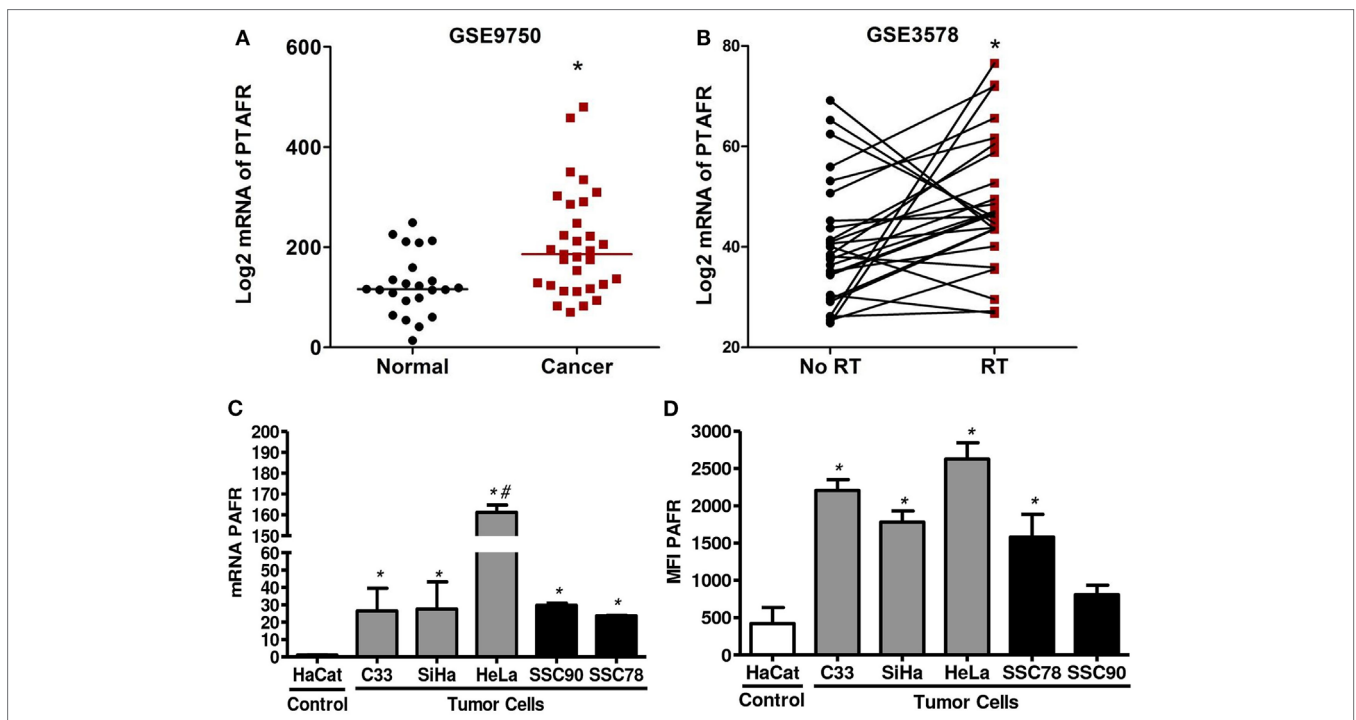 A
GSE9750
600
400
200
0
Log2 mRNA of PTAFR
*
Normal
Cancer
B
GSE3578
80
60
40
20
Log2 mRNA of PTAFR
*
No RT
RT
C
200
190
180
170
160
150
60
50
40
30
20
10
0
mRNA PAFR
*
*
*#
*
*
HaCat
C33
SiHa
HeLa
SSC90
SSC78
Control
Tumor Cells
D
3000
2500
2000
1500
1000
500
0
MFI PAFR
*
*
*
*
HaCat
C33
SiHa
HeLa
SSC78
SSC90
Control
Tumor Cells